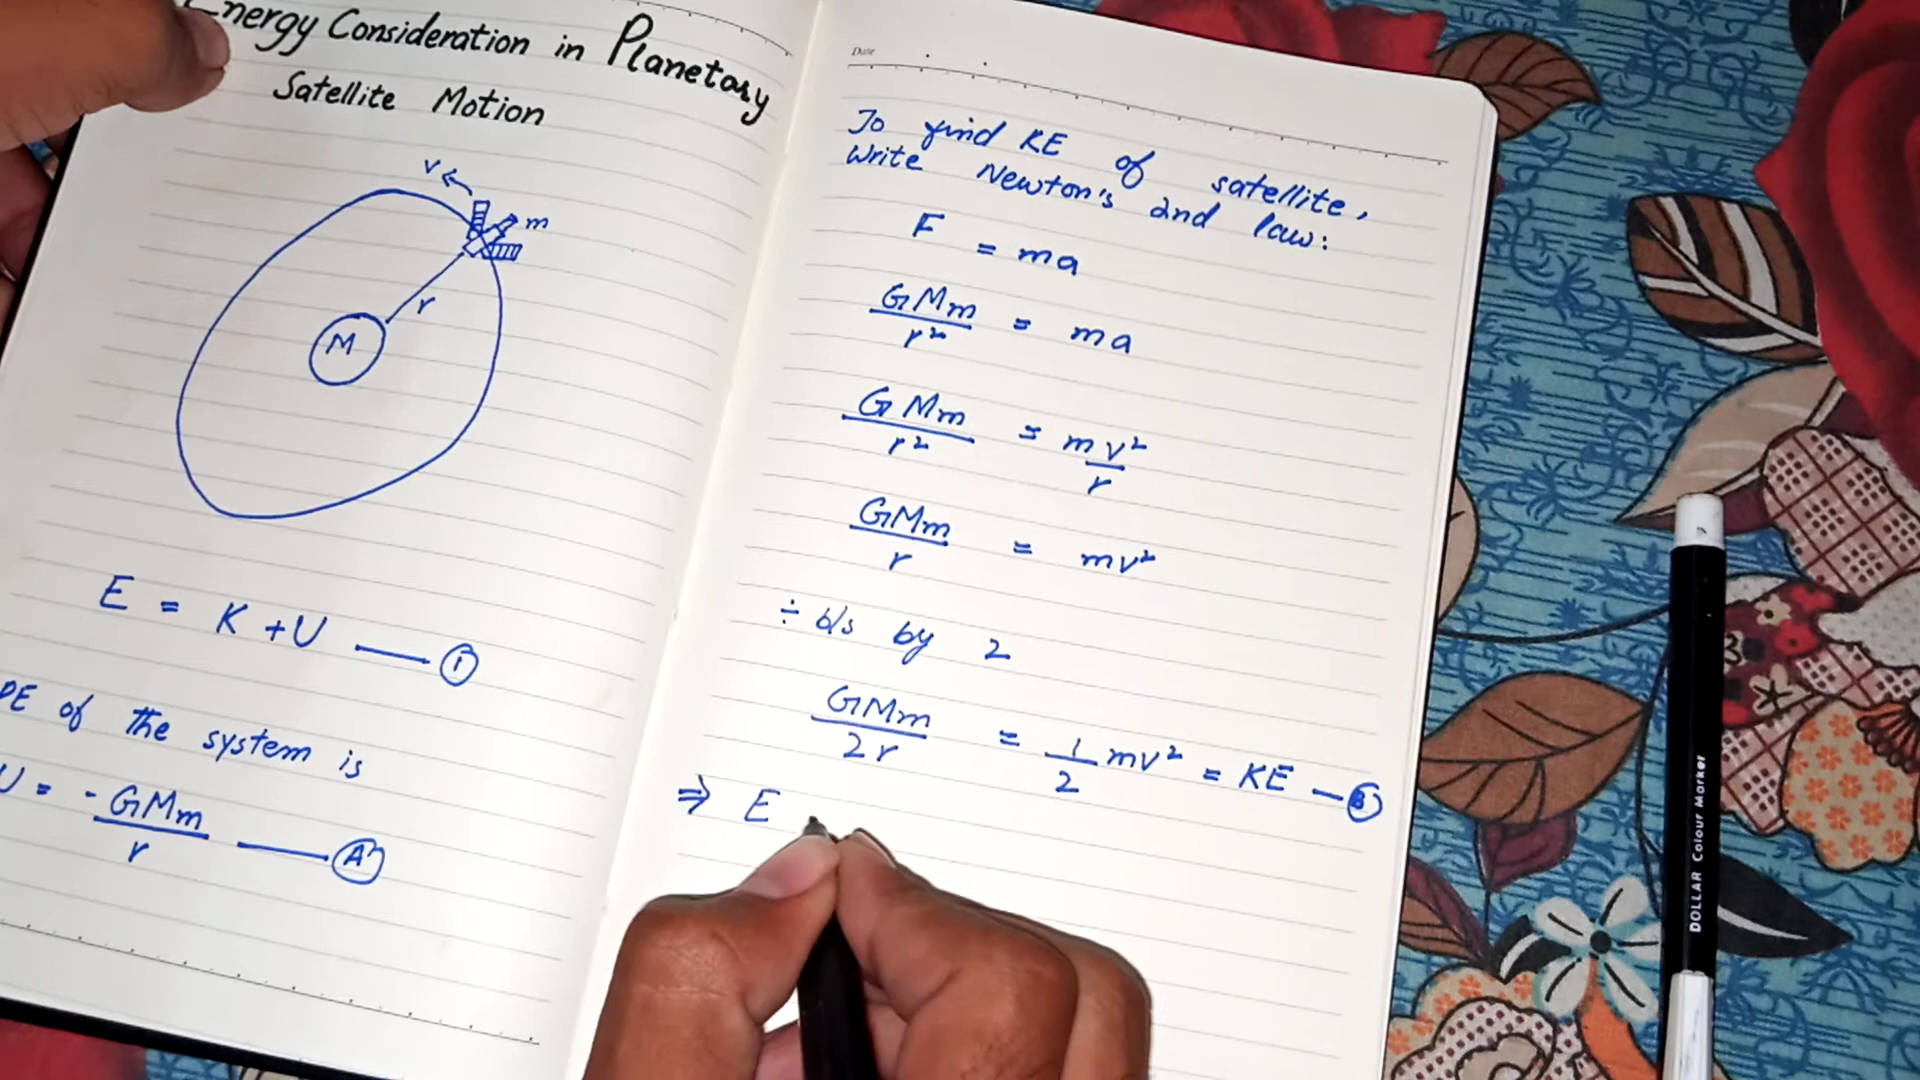 Energy Consideration in Planetary
Satellite Motion
v
m
r
M
E = K + U —— ①
PE of the system is
U = - GMm / r —— Ⓐ
Date
To find KE of satellite,
Write Newton's 2nd law:
F = ma
GMm / r² = ma
GMm / r² = m v² / r
GMm / r = mv²
÷ b/s by 2
GMm / 2r = 1/2 mv² = KE — Ⓑ
⇒ E
DOLLAR Colour Marker